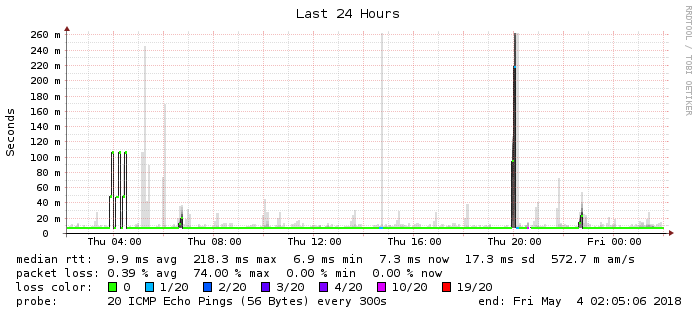 Last 24 Hours
RRDTOOL / TOBI OETIKER
Seconds
260 m
240 m
220 m
200 m
180 m
160 m
140 m
120 m
100 m
80 m
60 m
40 m
20 m
0
Thu 04:00 Thu 08:00 Thu 12:00 Thu 16:00 Thu 20:00 Fri 00:00
median rtt: 9.9 ms avg 218.3 ms max 6.9 ms min 7.3 ms now 17.3 ms sd 572.7 m am/s
packet loss: 0.39 % avg 74.00 % max 0.00 % min 0.00 % now
loss color: 0 1/20 2/20 3/20 4/20 10/20 19/20
probe: 20 ICMP Echo Pings (56 Bytes) every 300s end: Fri May 4 02:05:06 2018